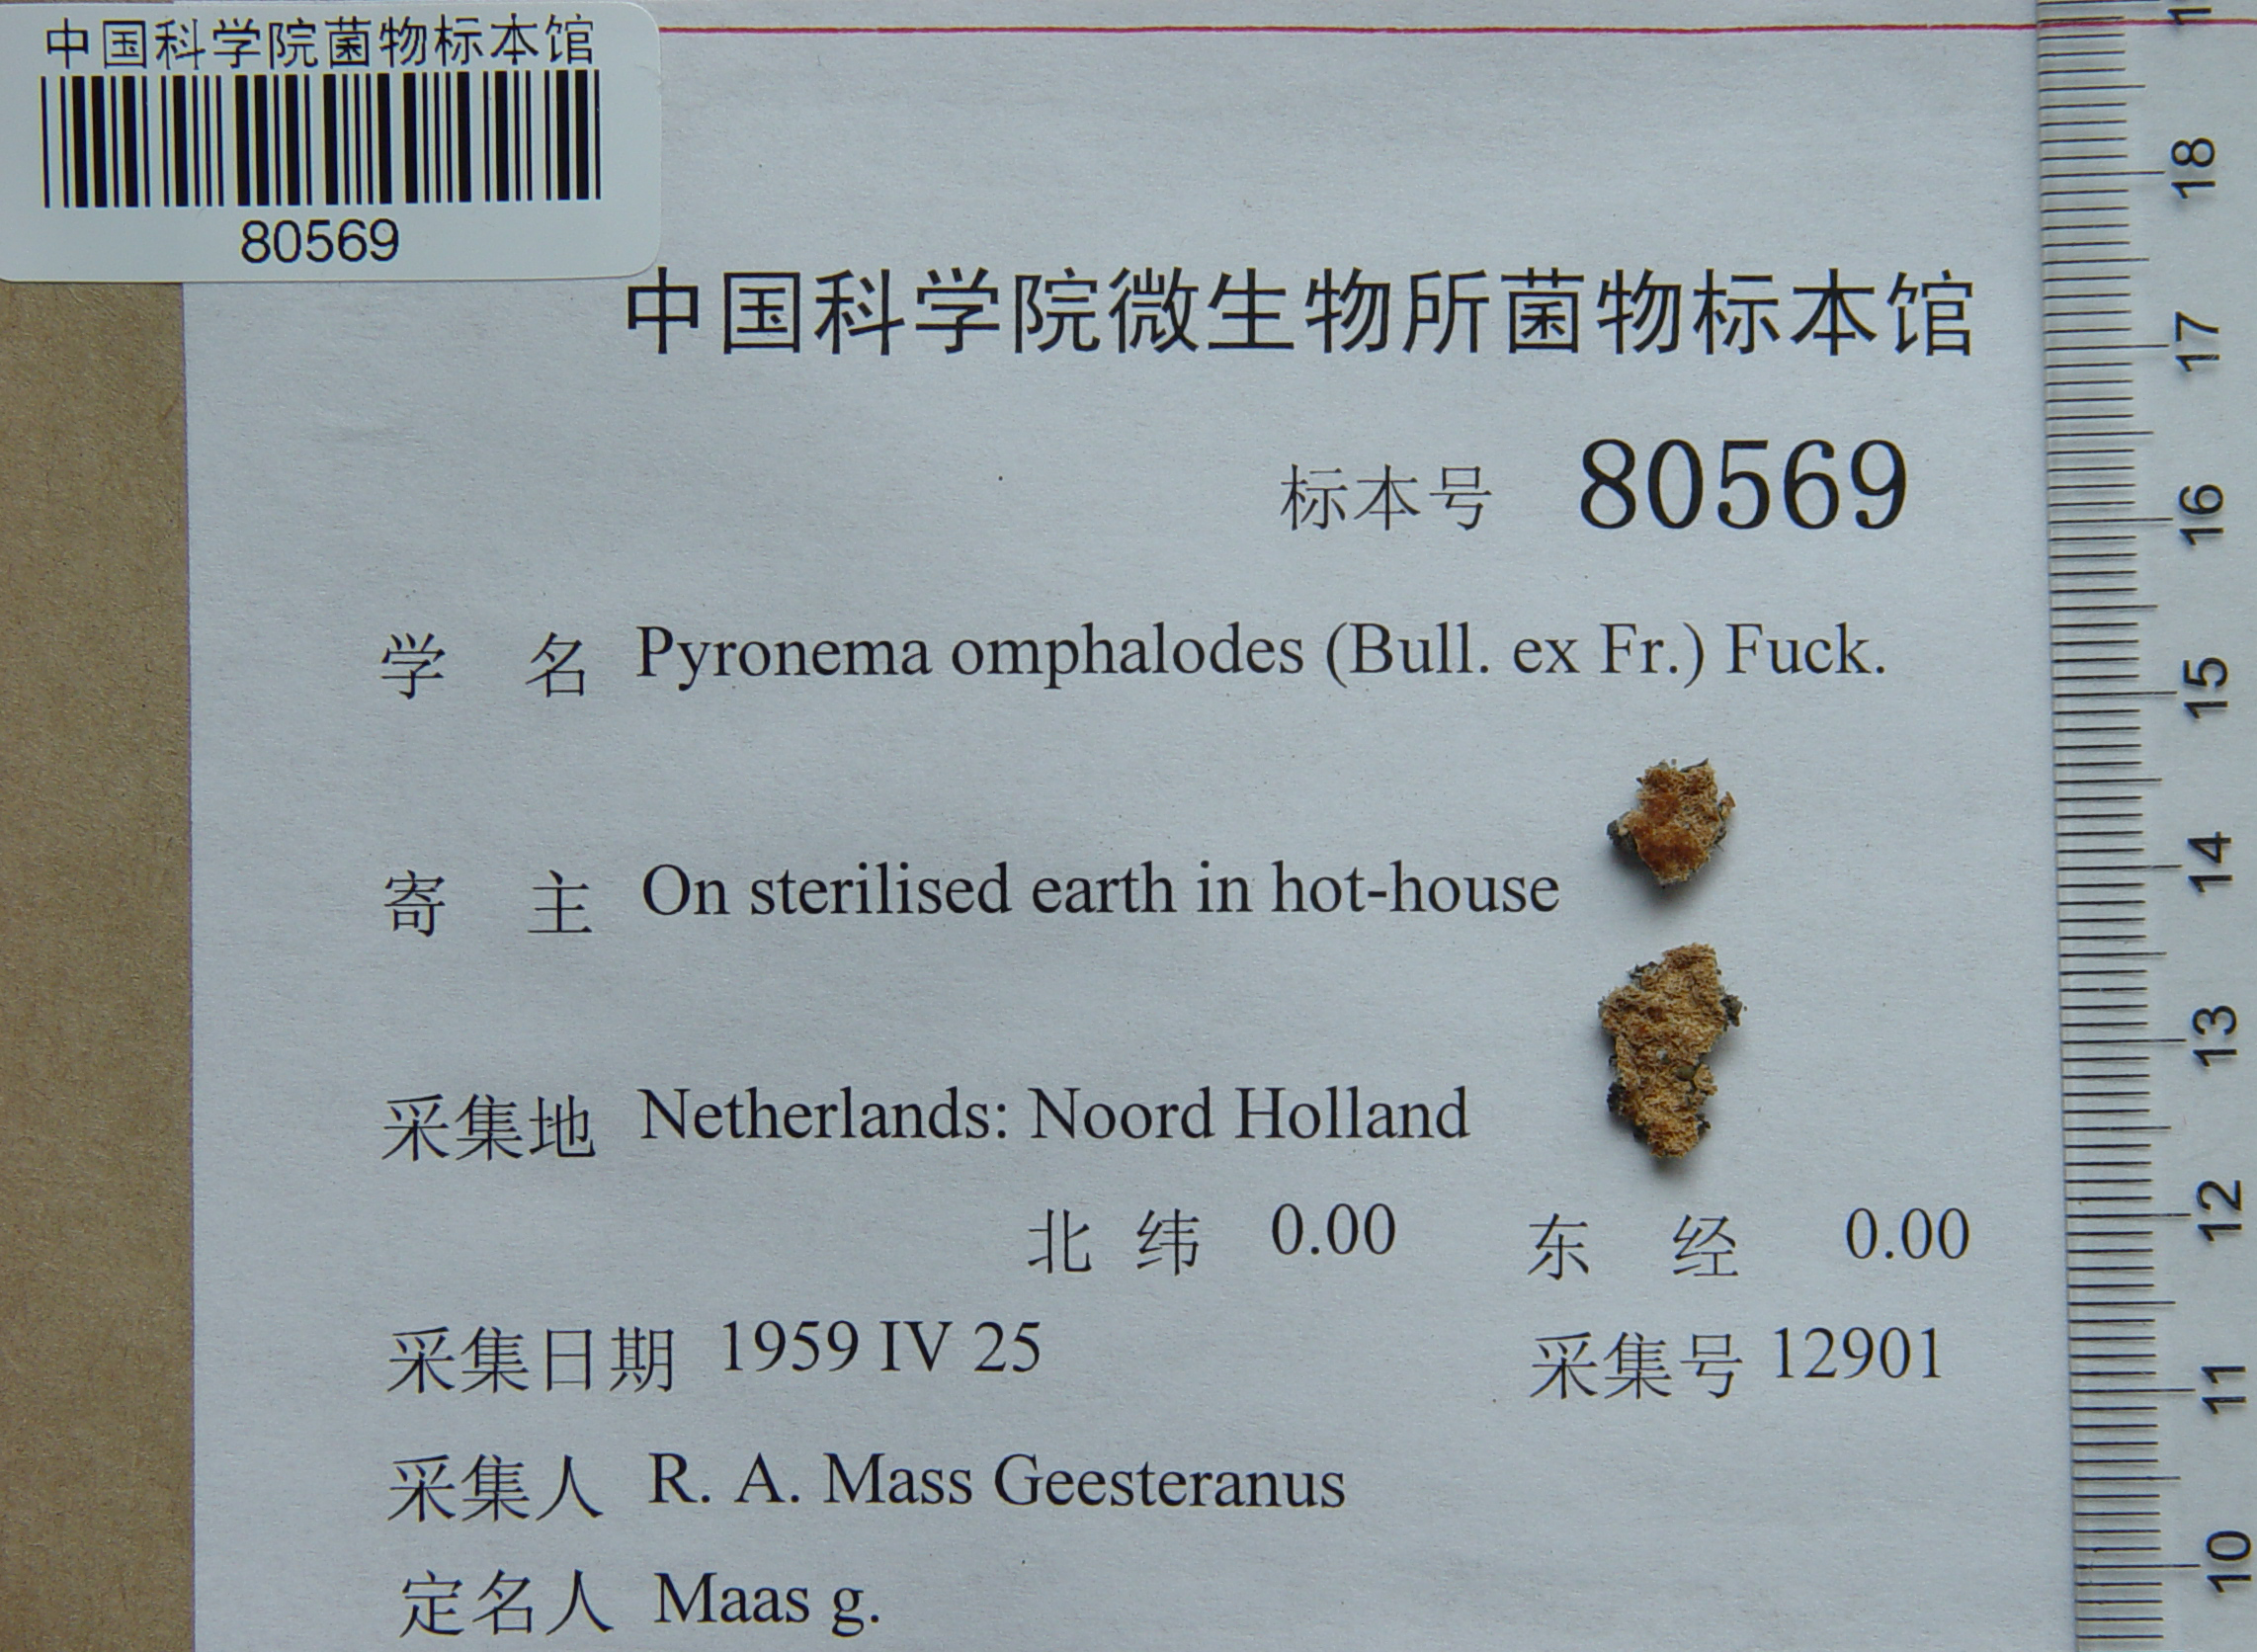 中国科学院菌物标本馆
80569
中国科学院微生物所菌物标本馆
标本号 80569
学 名 Pyronema omphalodes (Bull. ex Fr.) Fuck.
寄 主 On sterilised earth in hot-house
采集地 Netherlands: Noord Holland
北 纬 0.00 东 经 0.00
采集日期 1959 IV 25 采集号 12901
采集人 R. A. Mass Geesteranus
定名人 Maas g.
18
17
16
15
14
13
12
11
10